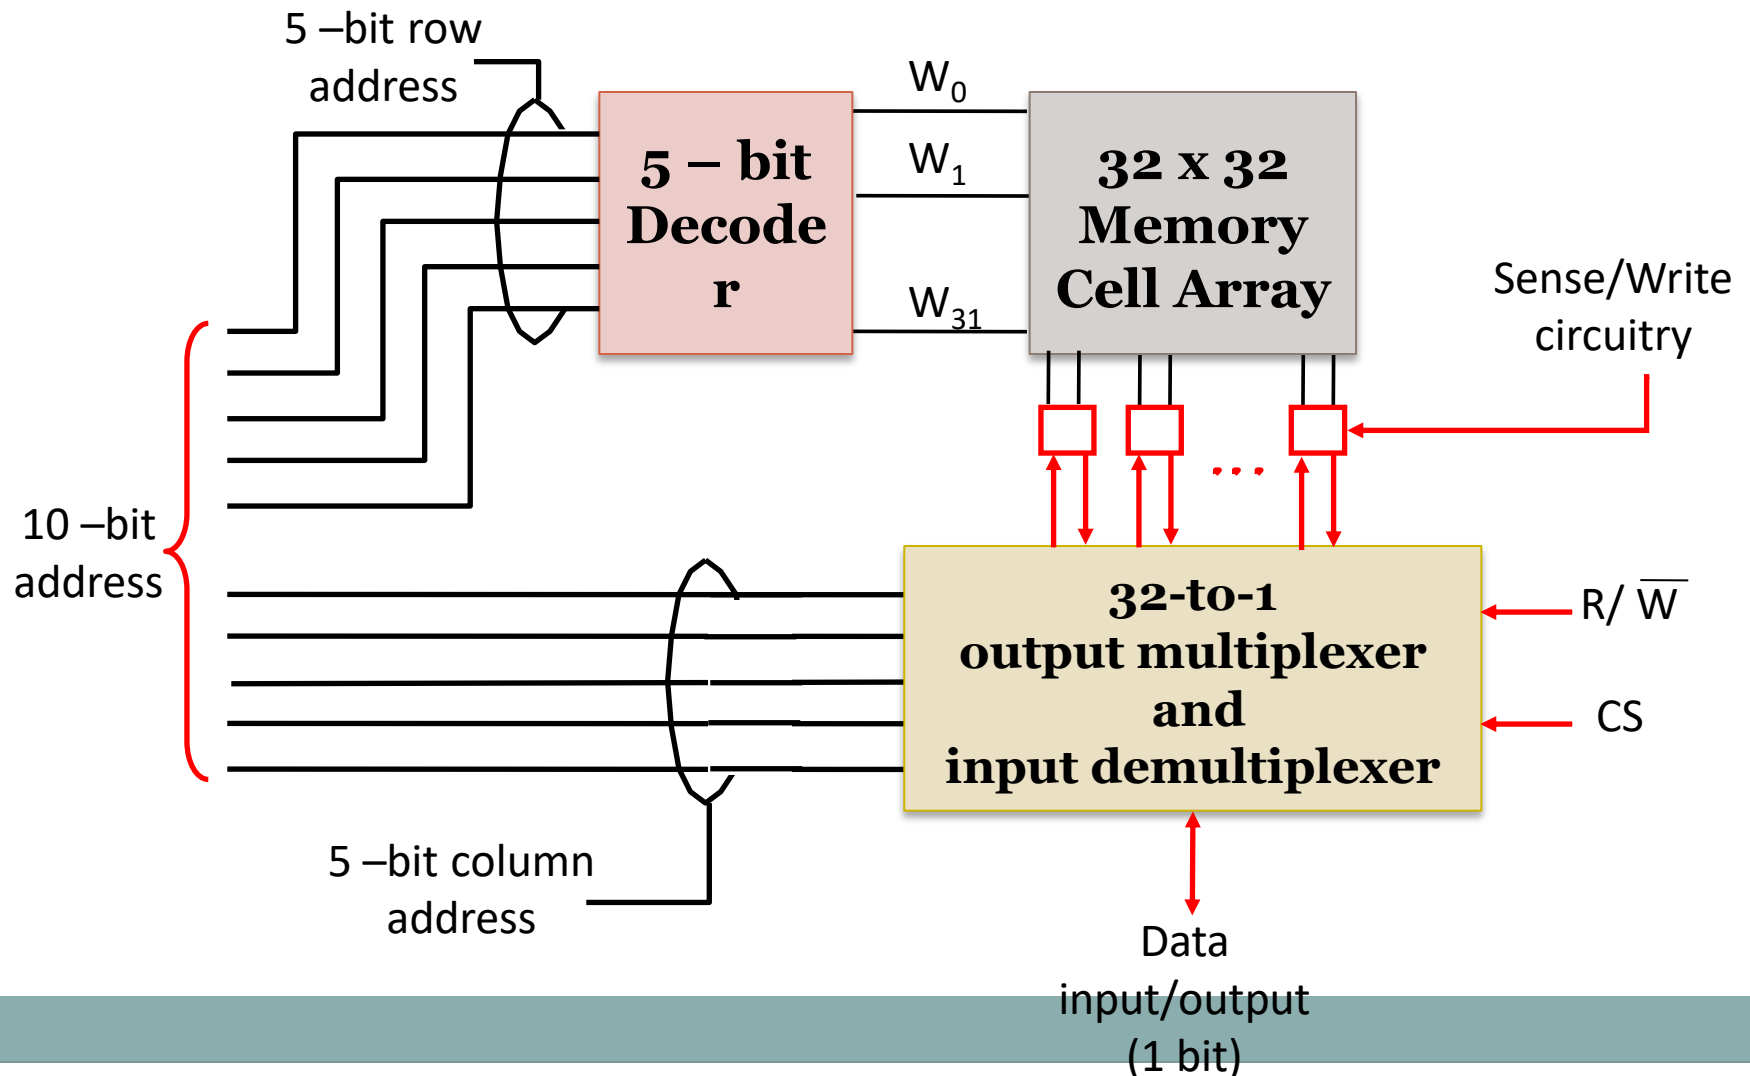 5 –bit row
address
W0
W1
W31
5 – bit
Decode
r
32 x 32
Memory
Cell Array
Sense/Write
circuitry
...
10 –bit
address
32-to-1
output multiplexer
and
input demultiplexer
R/ W̅
CS
5 –bit column
address
Data
input/output
(1 bit)